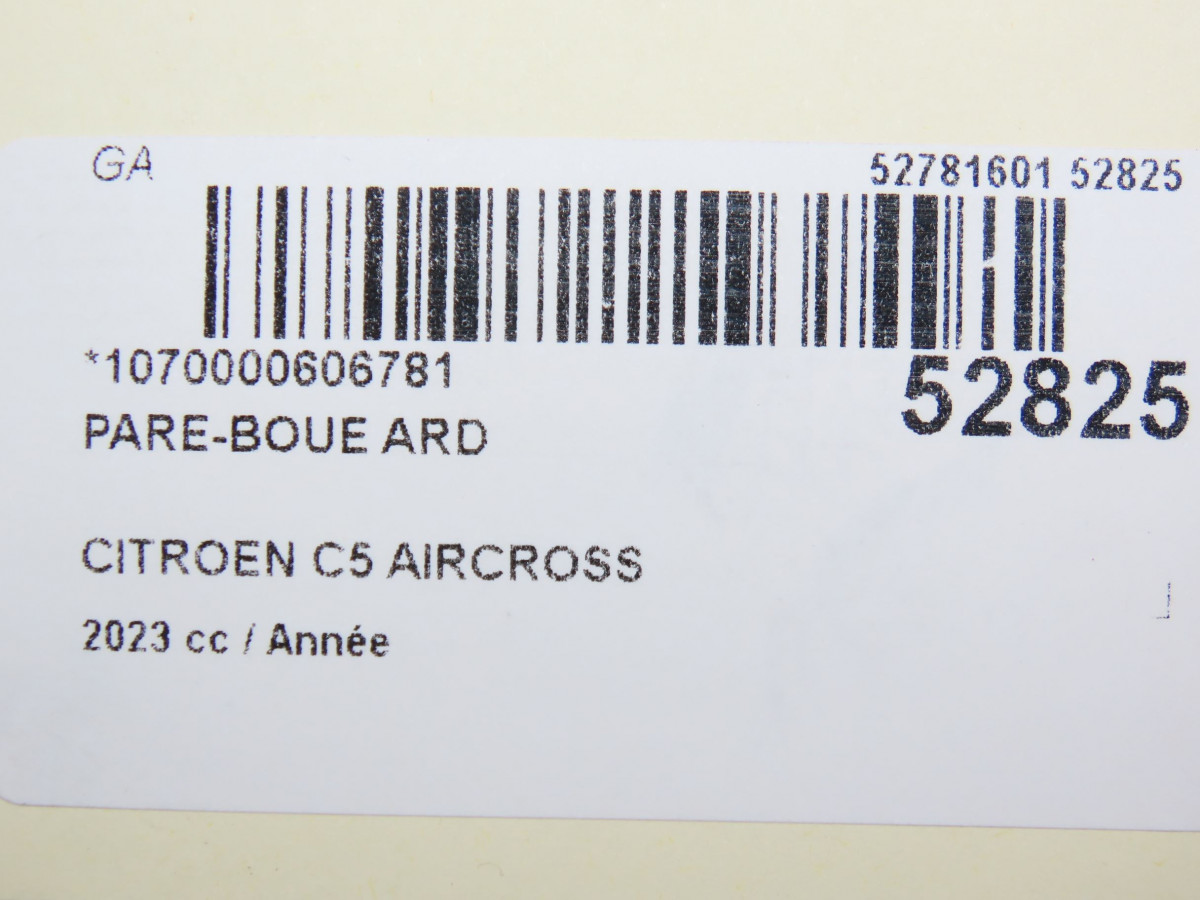 GA
52781601 52825
*1070000606781
52825
PARE-BOUE ARD
CITROEN C5 AIRCROSS
2023 cc / Année